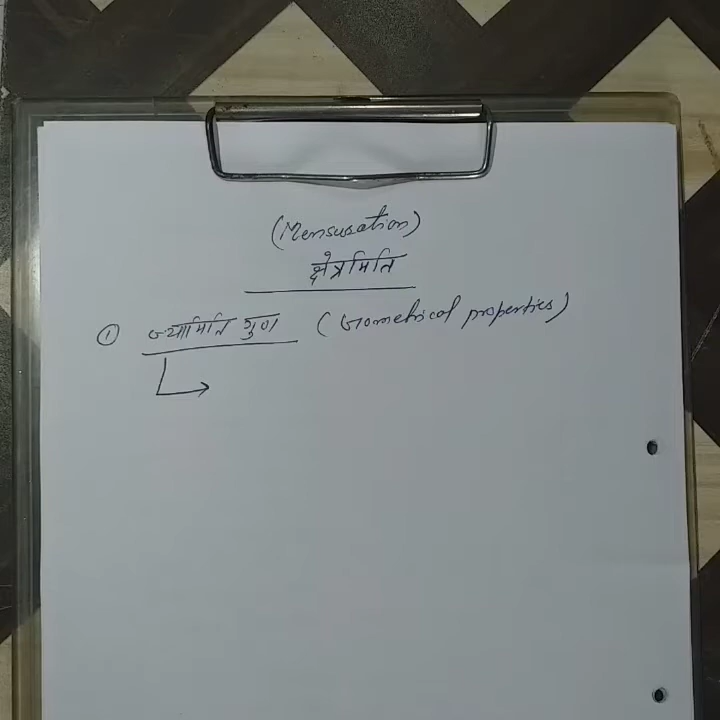 (Mensuration)
क्षेत्रमिति
① ज्यामिति गुण (Geometrical properties)